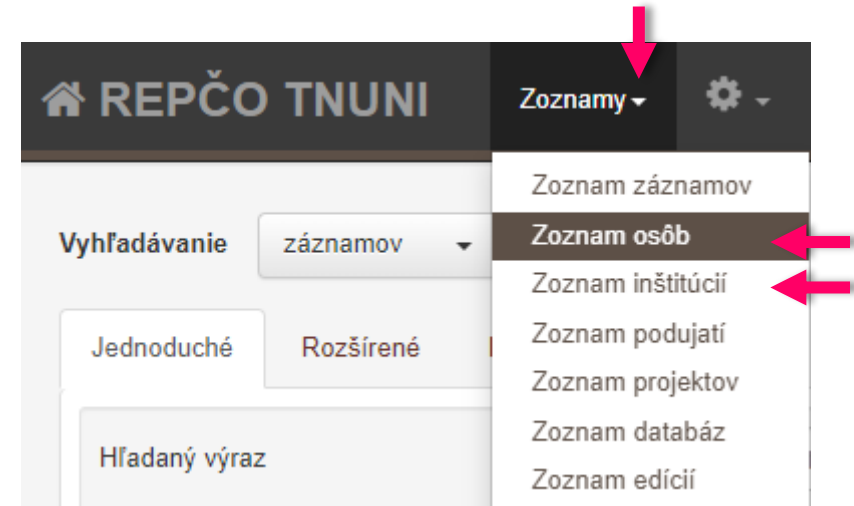 REPČO TNUNI
Zoznamy
Zoznam záznamov
Zoznam osôb
Zoznam inštitúcií
Zoznam podujatí
Zoznam projektov
Zoznam databáz
Zoznam edícií
Vyhľadávanie
záznamov
Jednoduché
Rozšírené
Hľadaný výraz